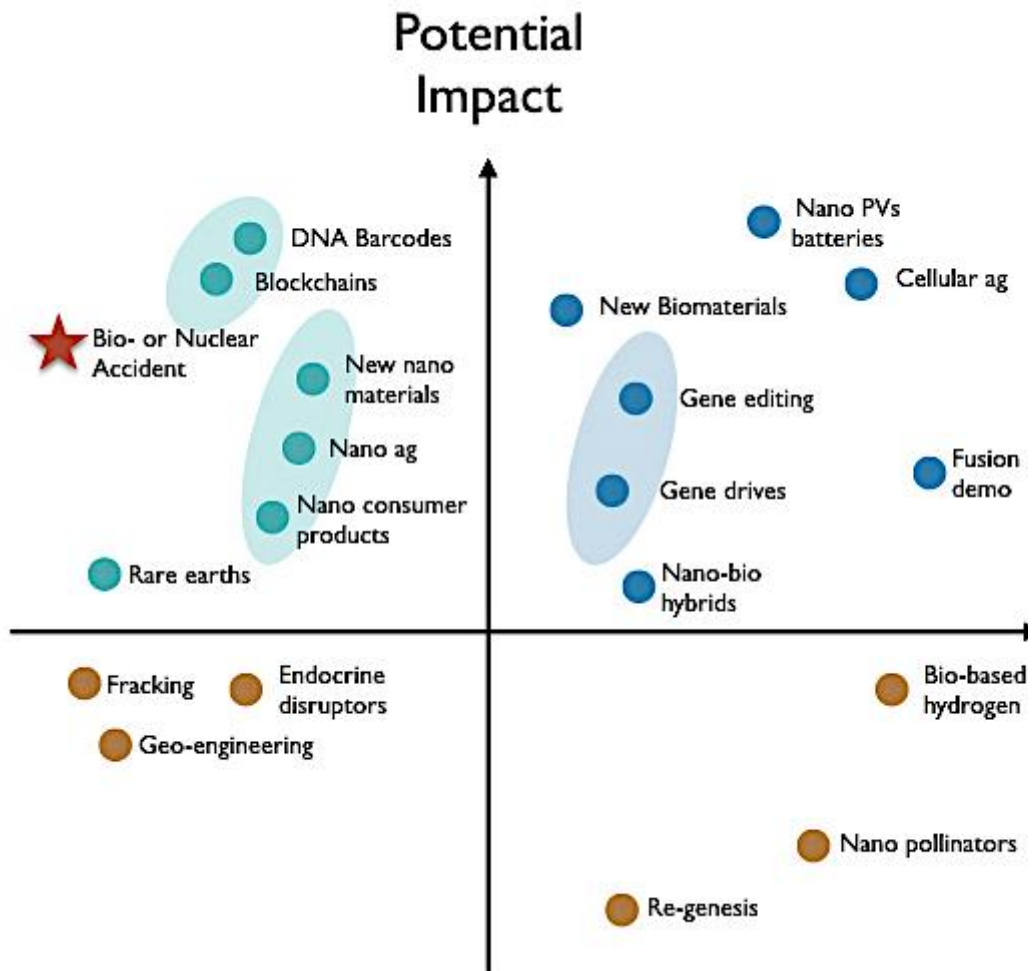 Potential
Impact
DNA Barcodes
Blockchains
Bio- or Nuclear
Accident
New nano
materials
Nano ag
Nano consumer
products
Rare earths
Nano PVs
batteries
Cellular ag
New Biomaterials
Gene editing
Gene drives
Fusion
demo
Nano-bio
hybrids
Fracking
Endocrine
disruptors
Geo-engineering
Bio-based
hydrogen
Nano pollinators
Re-genesis